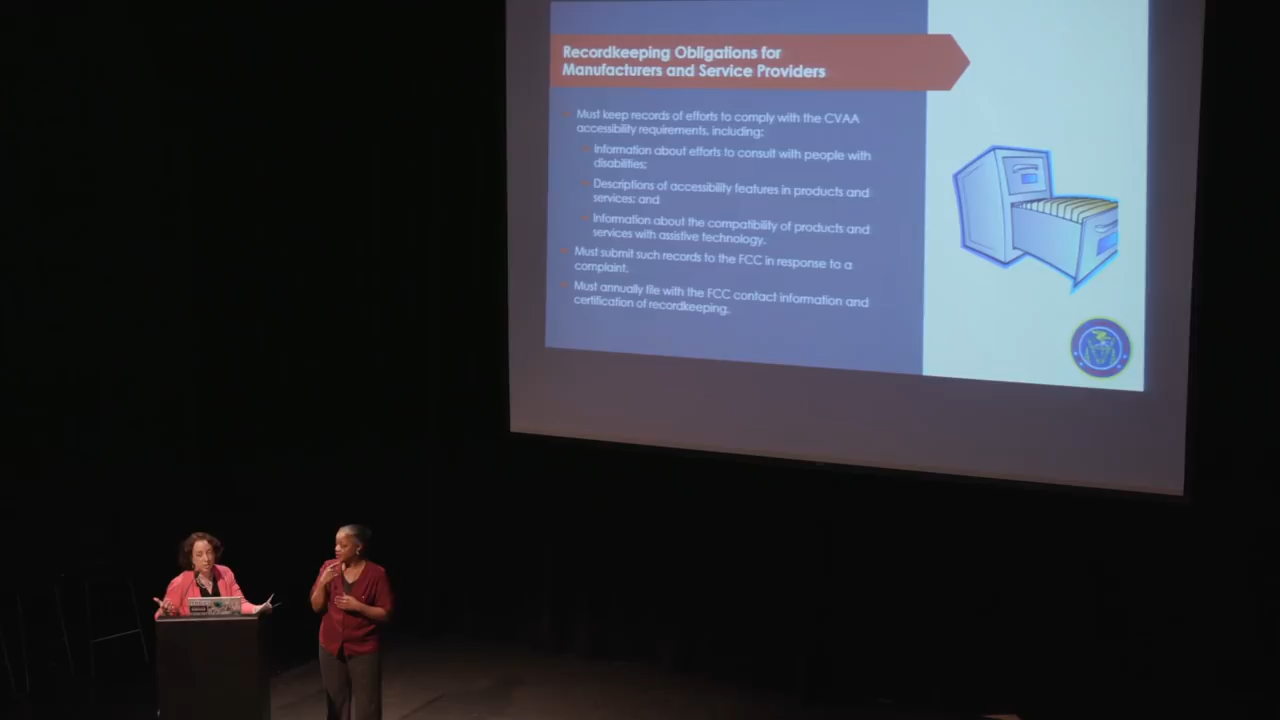 Recordkeeping Obligations for
Manufacturers and Service Providers
Must keep records of efforts to comply with the CVAA
accessibility requirements, including:
Information about efforts to consult with people with
disabilities;
Descriptions of accessibility features in products and
services; and
Information about the compatibility of products and
services with assistive technology.
Must submit such records to the FCC in response to a
complaint.
Must annually file with the FCC contact information and
certification of recordkeeping.